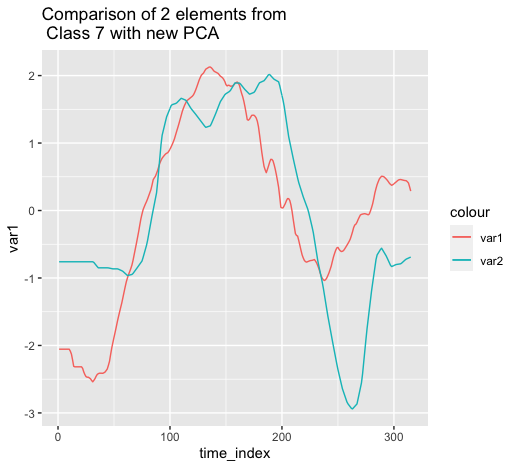 Comparison of 2 elements from
Class 7 with new PCA
2
1
0
-1
-2
-3
var1
0
100
200
300
time_index
colour
var1
var2